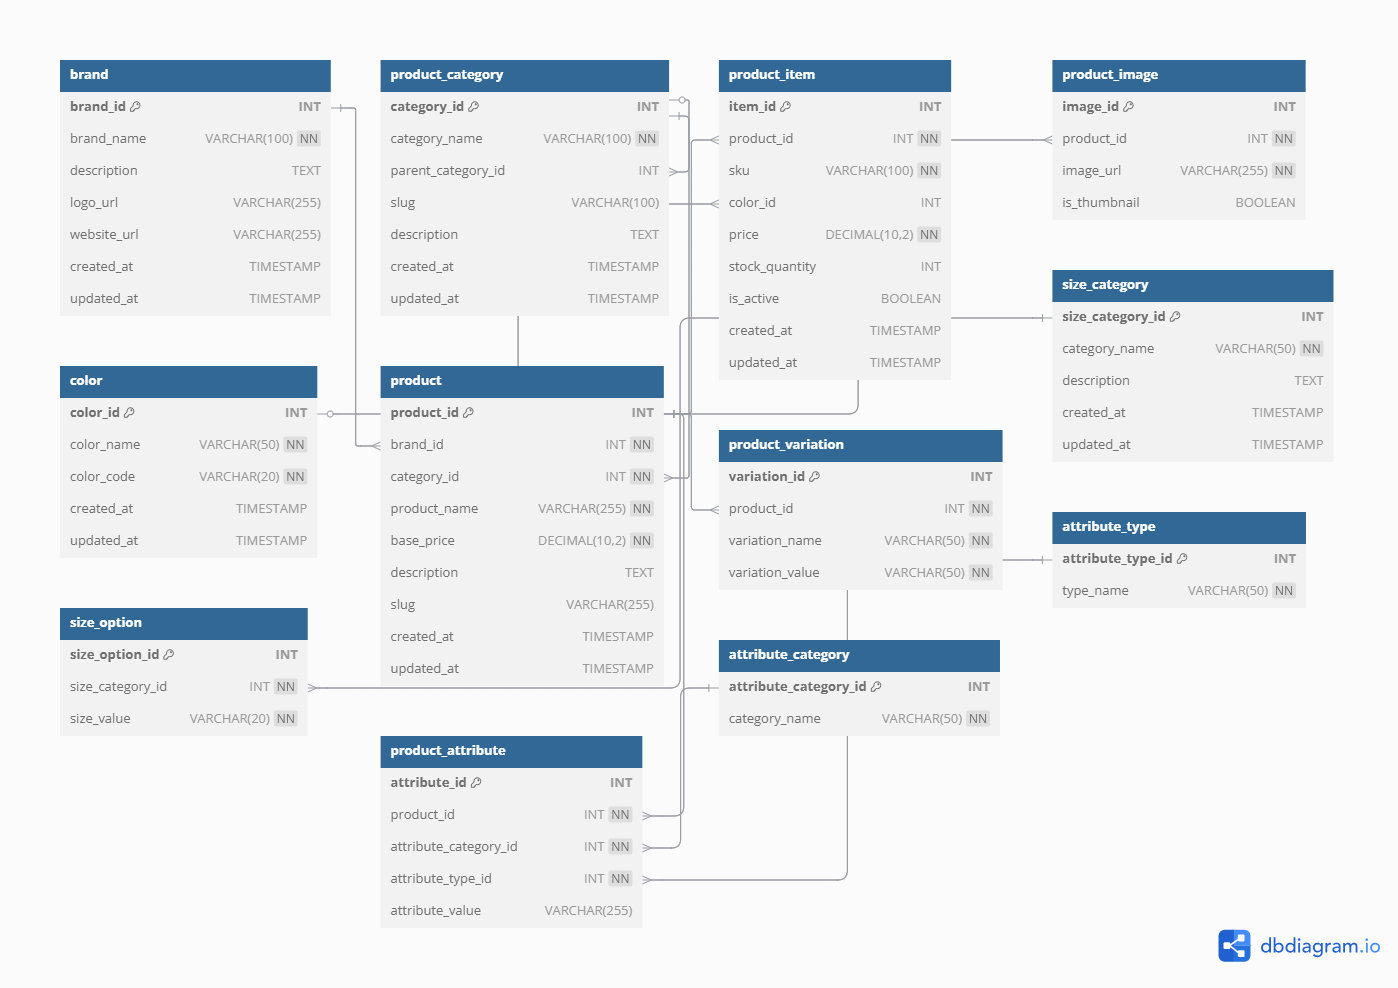 brand
brand_id INT
brand_name VARCHAR(100) NN
description TEXT
logo_url VARCHAR(255)
website_url VARCHAR(255)
created_at TIMESTAMP
updated_at TIMESTAMP
product_category
category_id INT
category_name VARCHAR(100) NN
parent_category_id INT
slug VARCHAR(100)
description TEXT
created_at TIMESTAMP
updated_at TIMESTAMP
product_item
item_id INT
product_id INT NN
sku VARCHAR(100) NN
color_id INT
price DECIMAL(10,2) NN
stock_quantity INT
is_active BOOLEAN
created_at TIMESTAMP
updated_at TIMESTAMP
product_image
image_id INT
product_id INT NN
image_url VARCHAR(255) NN
is_thumbnail BOOLEAN
size_category
size_category_id INT
category_name VARCHAR(50) NN
description TEXT
created_at TIMESTAMP
updated_at TIMESTAMP
color
color_id INT
color_name VARCHAR(50) NN
color_code VARCHAR(20) NN
created_at TIMESTAMP
updated_at TIMESTAMP
product
product_id INT
brand_id INT NN
category_id INT NN
product_name VARCHAR(255) NN
base_price DECIMAL(10,2) NN
description TEXT
slug VARCHAR(255)
created_at TIMESTAMP
updated_at TIMESTAMP
product_variation
variation_id INT
product_id INT NN
variation_name VARCHAR(50) NN
variation_value VARCHAR(50) NN
attribute_type
attribute_type_id INT
type_name VARCHAR(50) NN
size_option
size_option_id INT
size_category_id INT NN
size_value VARCHAR(20) NN
attribute_category
attribute_category_id INT
category_name VARCHAR(50) NN
product_attribute
attribute_id INT
product_id INT NN
attribute_category_id INT NN
attribute_type_id INT NN
attribute_value VARCHAR(255)
dbdiagram.io